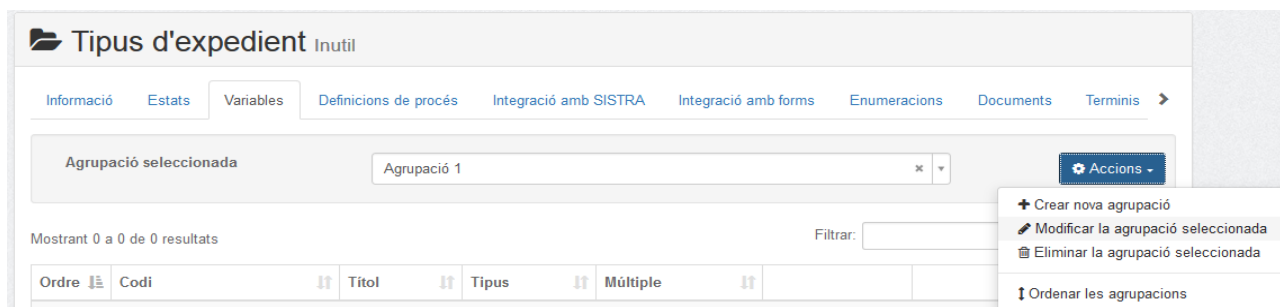 Tipus d'expedient Inutil
Informació Estats Variables Definicions de procés Integració amb SISTRA Integració amb forms Enumeracions Documents Terminis
Agrupació seleccionada Agrupació 1 Accions
Crear nova agrupació
Modificar la agrupació seleccionada
Eliminar la agrupació seleccionada
Ordenar les agrupacions
Mostrant 0 a 0 de 0 resultats Filtrar:
Ordre Codi Títol Tipus Múltiple